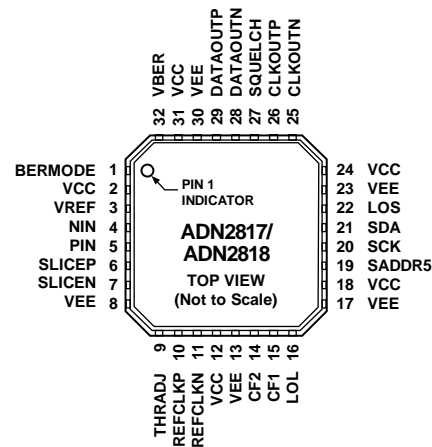 32 VBER
31 VCC
30 VEE
29 DATAOUTP
28 DATAOUTN
27 SQUELCH
26 CLKOUTP
25 CLKOUTN
BERMODE 1
VCC 2
VREF 3
NIN 4
PIN 5
SLICEP 6
SLICEN 7
VEE 8
PIN 1
INDICATOR
ADN2817/
ADN2818
TOP VIEW
(Not to Scale)
24 VCC
23 VEE
22 LOS
21 SDA
20 SCK
19 SADDR5
18 VCC
17 VEE
THRADJ 9
REFCLKP 10
REFCLKN 11
VCC 12
VEE 13
CF2 14
CF1 15
LOL 16